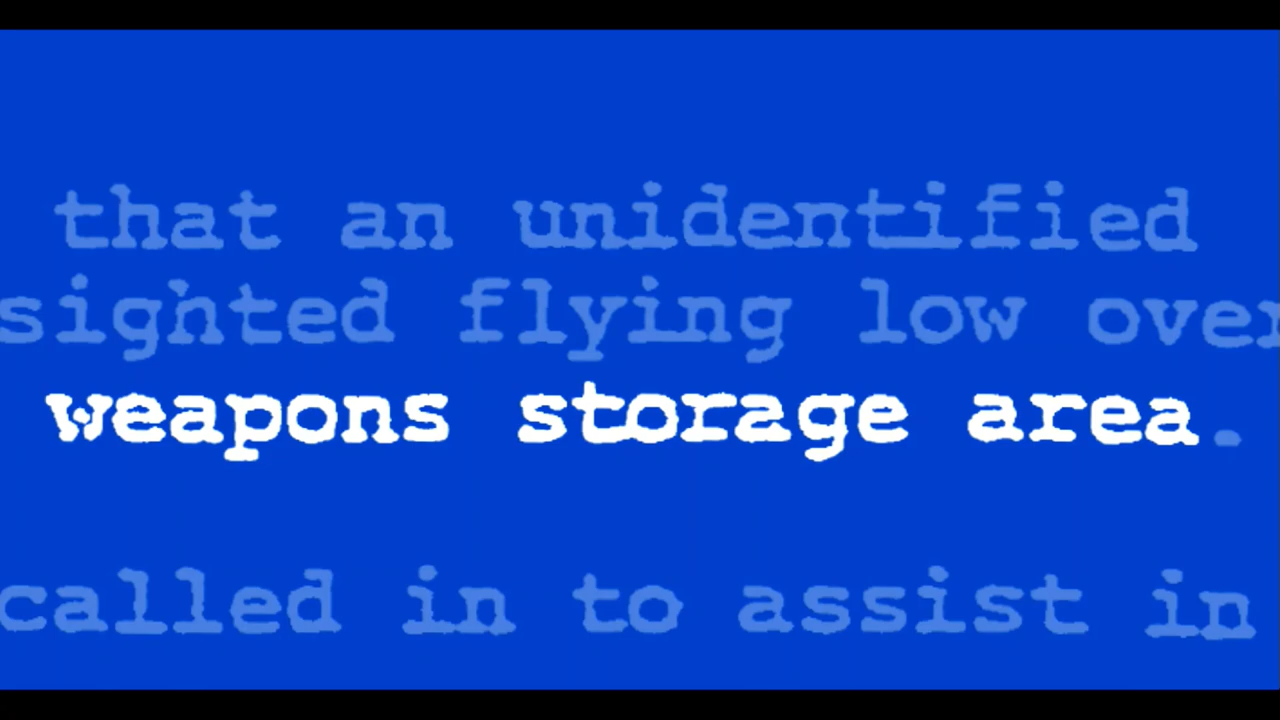 that an unidentified
sighted flying low over
weapons storage area.
called in to assist in